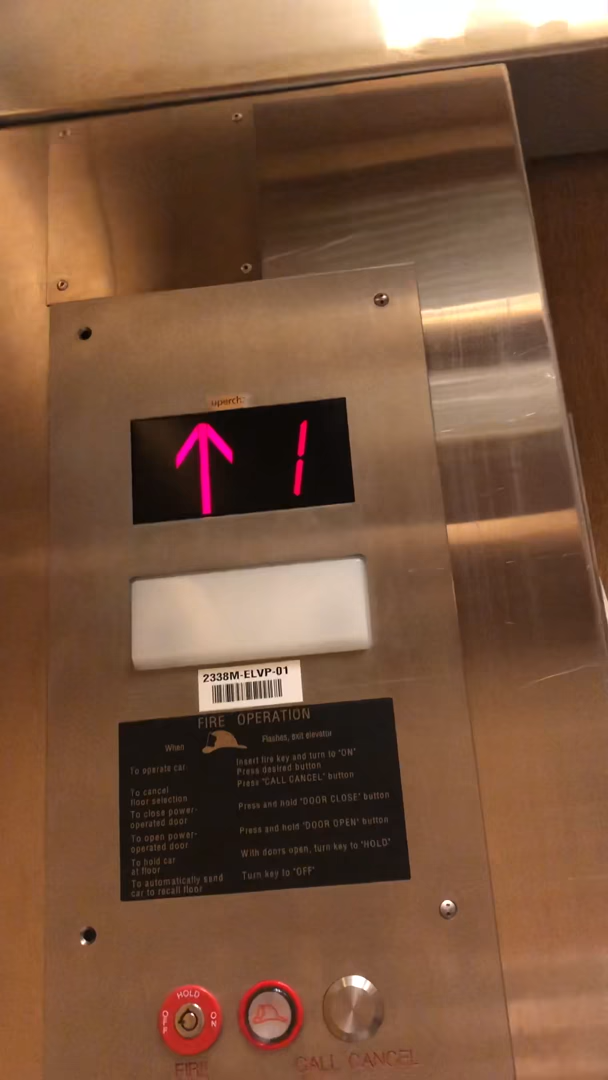 uperch
1
2338M-ELVP-01
FIRE OPERATION
When Flashes, exit elevator
To operate car Insert fire key and turn to "ON"
Press desired button
To cancel floor selection Press "CALL CANCEL" button
To close power-operated door Press and hold "DOOR CLOSE" button
To open power-operated door Press and hold "DOOR OPEN" button
To hold car at floor With doors open, turn key to "HOLD"
To automatically send car to recall floor Turn key to "OFF"
OFF HOLD ON
FIRE
CALL CANCEL